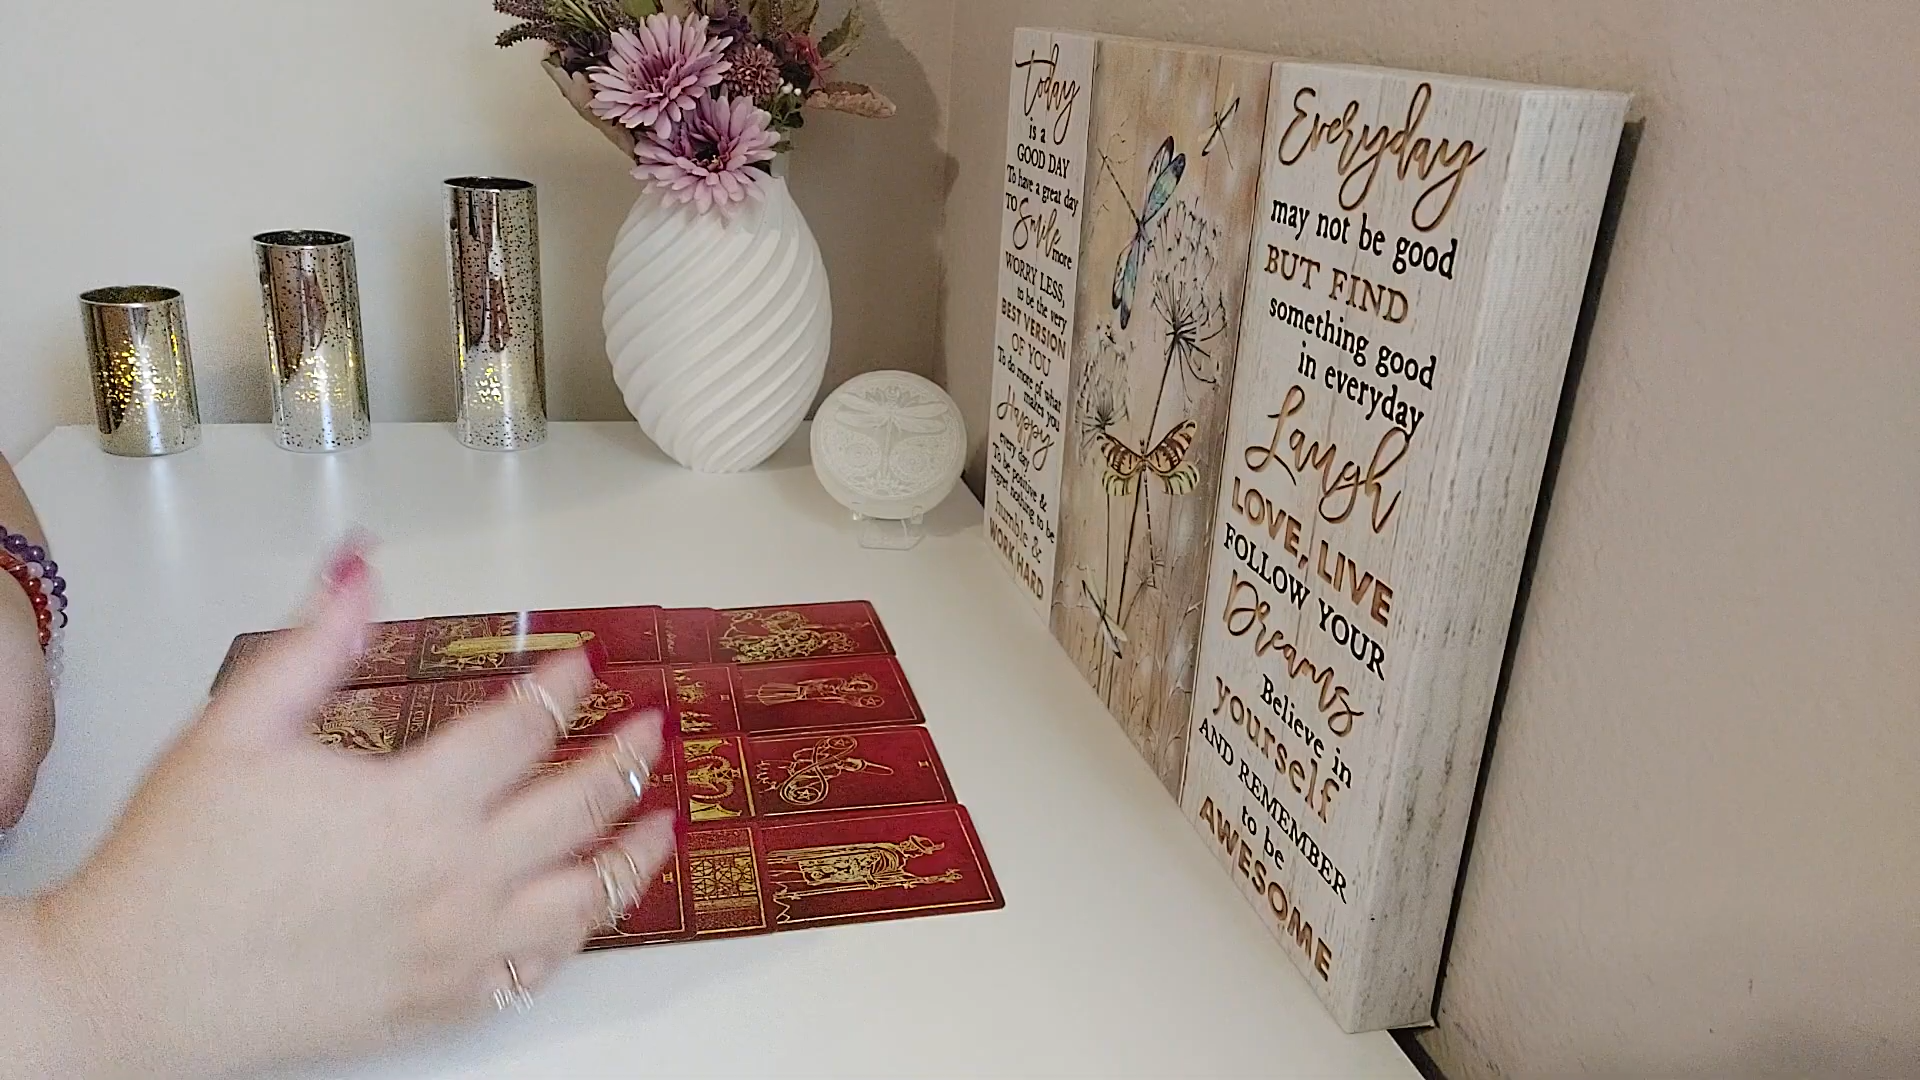 today
is a
GOOD DAY
To have a great day
TO Smile more
WORRY LESS,
to be the very
BEST VERSION
OF YOU
To do more of what
makes you
Happy
every day
To be positive &
regret nothing to be
humble &
WORK HARD
Everyday
may not be good
BUT FIND
something good
in everyday
Laugh
LOVE, LIVE
FOLLOW YOUR
Dreams
Believe in
yourself
AND REMEMBER
to be
AWESOME